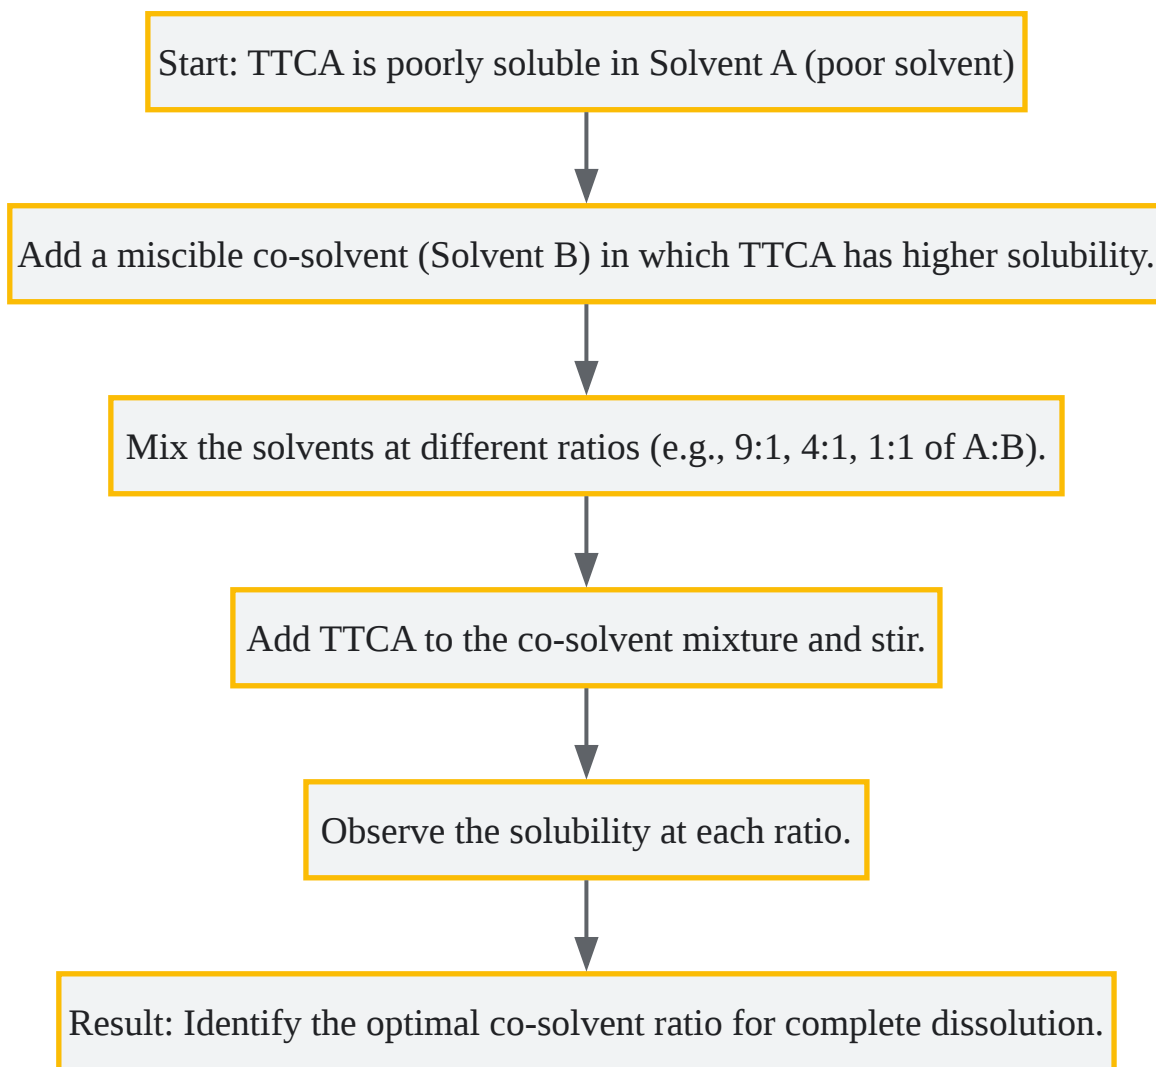 Start: TTCA is poorly soluble in Solvent A (poor solvent)
Add a miscible co-solvent (Solvent B) in which TTCA has higher solubility.
Mix the solvents at different ratios (e.g., 9:1, 4:1, 1:1 of A:B).
Add TTCA to the co-solvent mixture and stir.
Observe the solubility at each ratio.
Result: Identify the optimal co-solvent ratio for complete dissolution.